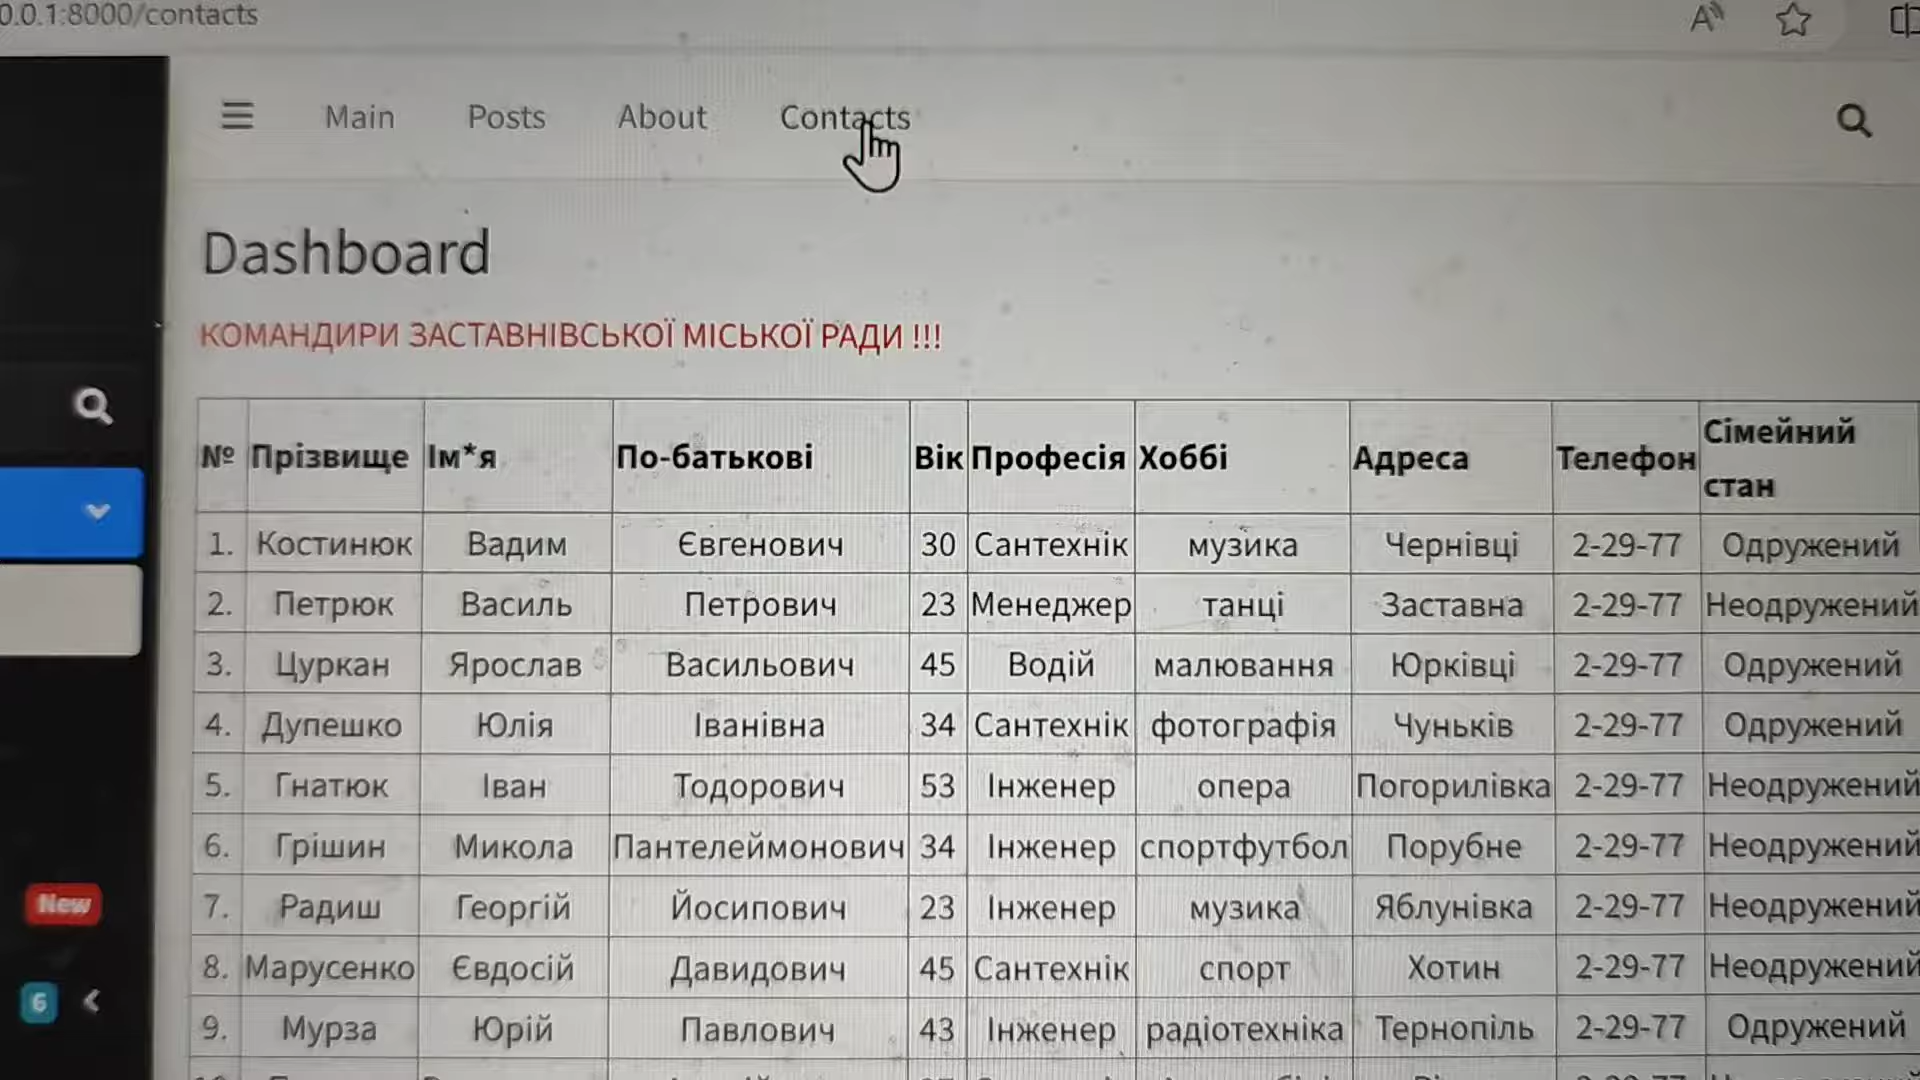 0.0.1:8000/contacts
Main Posts About Contacts
Dashboard
КОМАНДИРИ ЗАСТАВНІВСЬКОЇ МІСЬКОЇ РАДИ !!!
№ Прізвище Ім*я По-батькові Вік Професія Хоббі Адреса Телефон Сімейний стан
1. Костинюк Вадим Євгенович 30 Сантехнік музика Чернівці 2-29-77 Одружений
2. Петрюк Василь Петрович 23 Менеджер танці Заставна 2-29-77 Неодружений
3. Цуркан Ярослав Васильович 45 Водій малювання Юрківці 2-29-77 Одружений
4. Дупешко Юлія Іванівна 34 Сантехнік фотографія Чуньків 2-29-77 Одружений
5. Гнатюк Іван Тодорович 53 Інженер опера Погорилівка 2-29-77 Неодружений
6. Грішин Микола Пантелеймонович 34 Інженер спортфутбол Порубне 2-29-77 Неодружений
New
7. Радиш Георгій Йосипович 23 Інженер музика Яблунівка 2-29-77 Неодружений
8. Марусенко Євдосій Давидович 45 Сантехнік спорт Хотин 2-29-77 Неодружений
6
9. Мурза Юрій Павлович 43 Інженер радіотехніка Тернопіль 2-29-77 Одружений